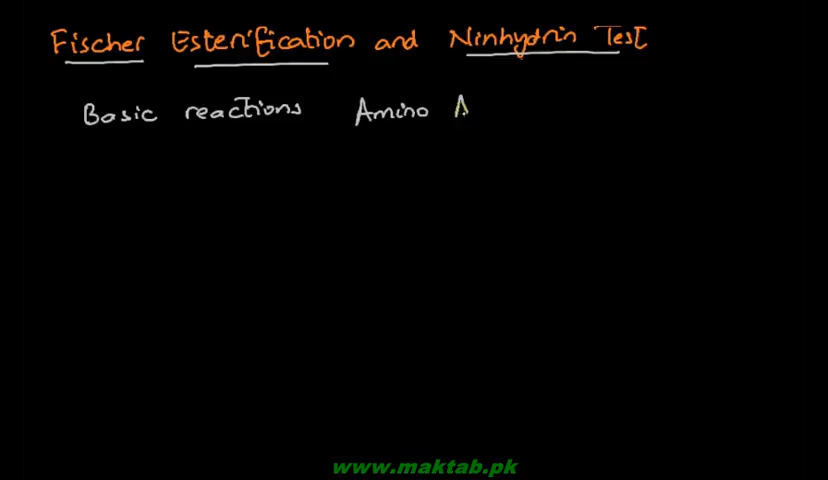 Fischer Esterification and Ninhydrin Test
Basic reactions Amino A
www.maktab.pk